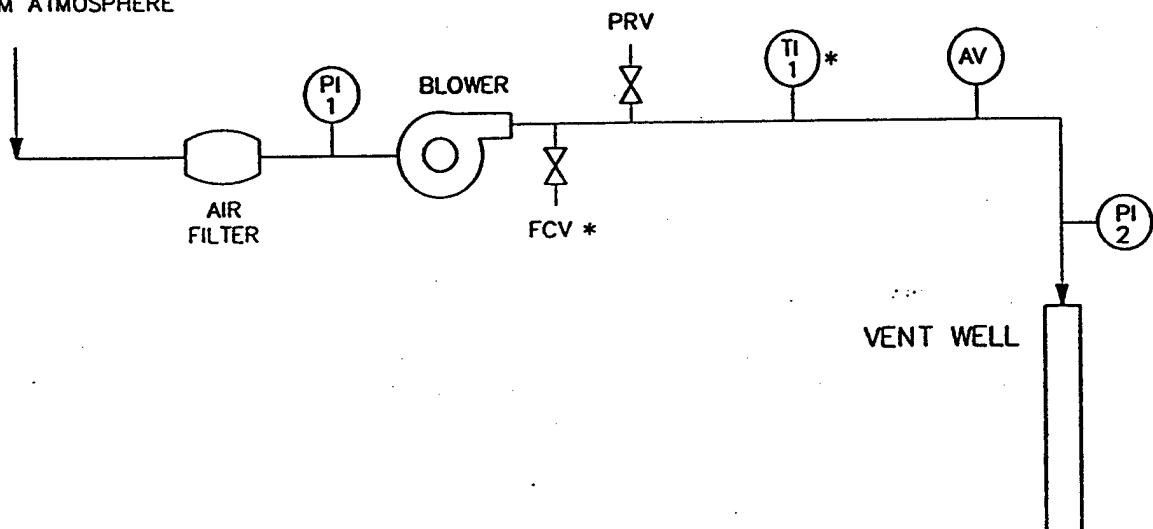 M ATMOSPHERE
PRV
TI
1 *
AV
PI
1
BLOWER
AIR
FILTER
FCV *
PI
2
VENT WELL